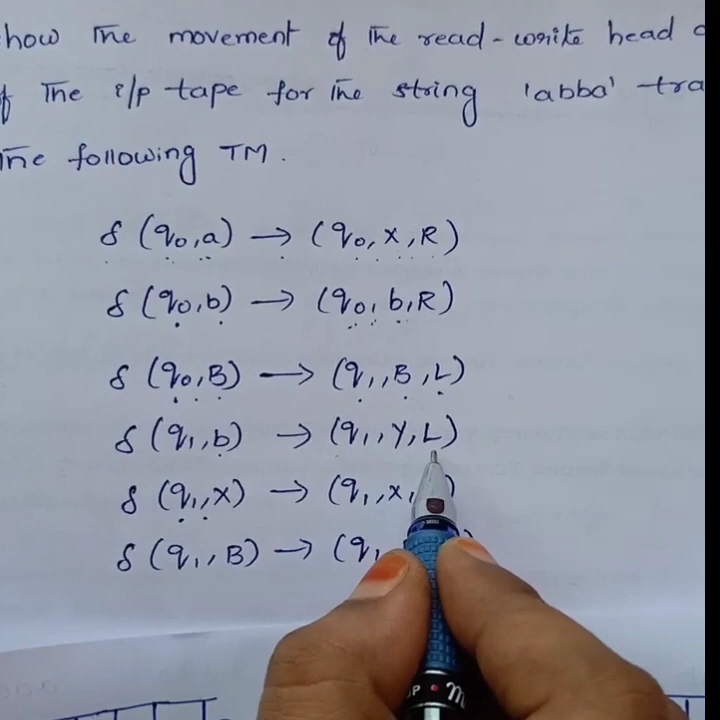 how The movement of The read-write head
of The i/p tape for The string 'abba'
The following TM.
δ (q0,a) → (q0, X, R)
δ (q0,b) → (q0, b, R)
δ (q0,B) → (q1, B, L)
δ (q1,b) → (q1, Y, L)
δ (q1,X) → (q1, X,
δ (q1,B) → (q1,